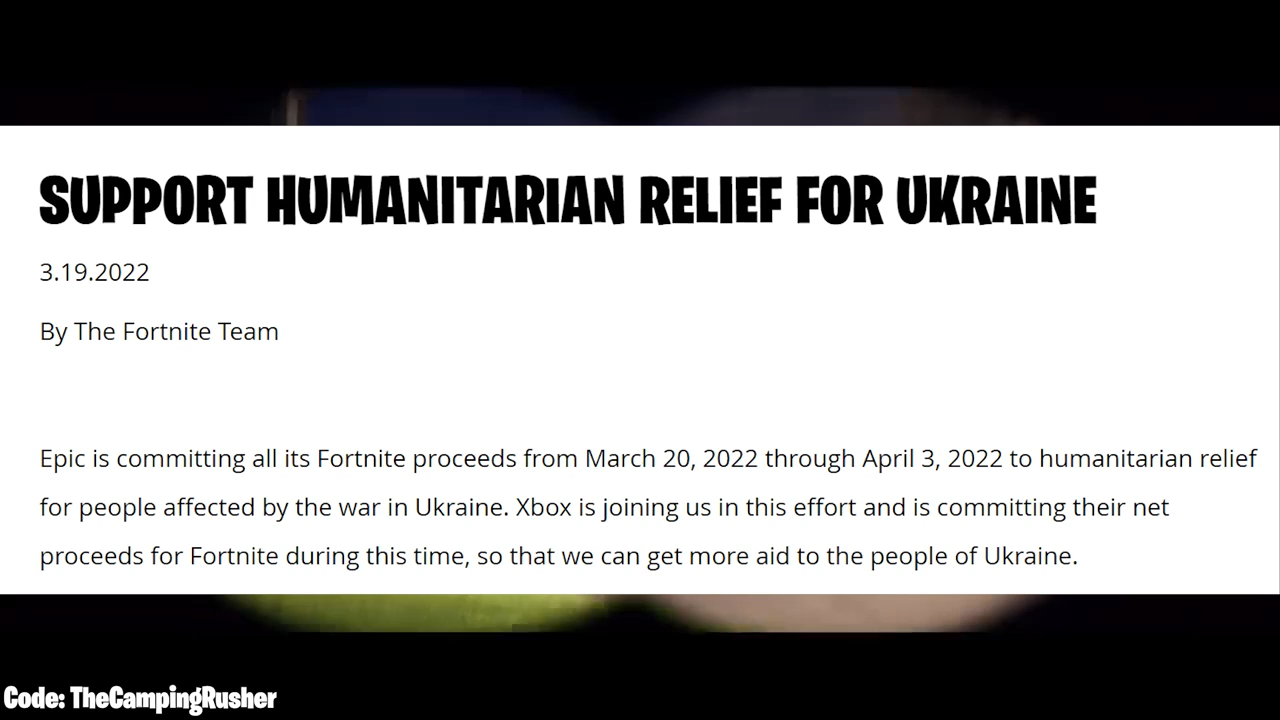 SUPPORT HUMANITARIAN RELIEF FOR UKRAINE
3.19.2022
By The Fortnite Team
Epic is committing all its Fortnite proceeds from March 20, 2022 through April 3, 2022 to humanitarian relief
for people affected by the war in Ukraine. Xbox is joining us in this effort and is committing their net
proceeds for Fortnite during this time, so that we can get more aid to the people of Ukraine.
Code: TheCampingRusher